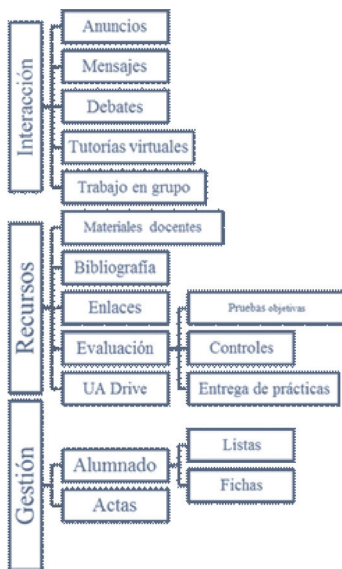 Interacción
Anuncios
Mensajes
Debates
Tutorías virtuales
Trabajo en grupo
Recursos
Materiales docentes
Bibliografía
Enlaces
Evaluación
Pruebas objetivas
Controles
Entrega de prácticas
UA Drive
Gestión
Alumnado
Listas
Fichas
Actas